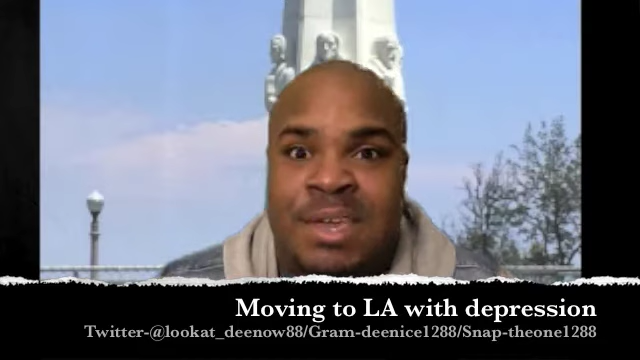 Moving to LA with depression
Twitter-@lookat_deenow88/Gram-deenice1288/Snap-theone1288